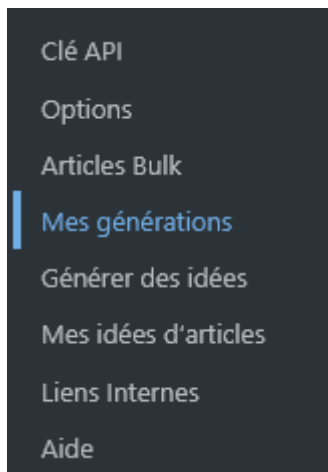 Clé API
Options
Articles Bulk
Mes générations
Générer des idées
Mes idées d'articles
Liens Internes
Aide